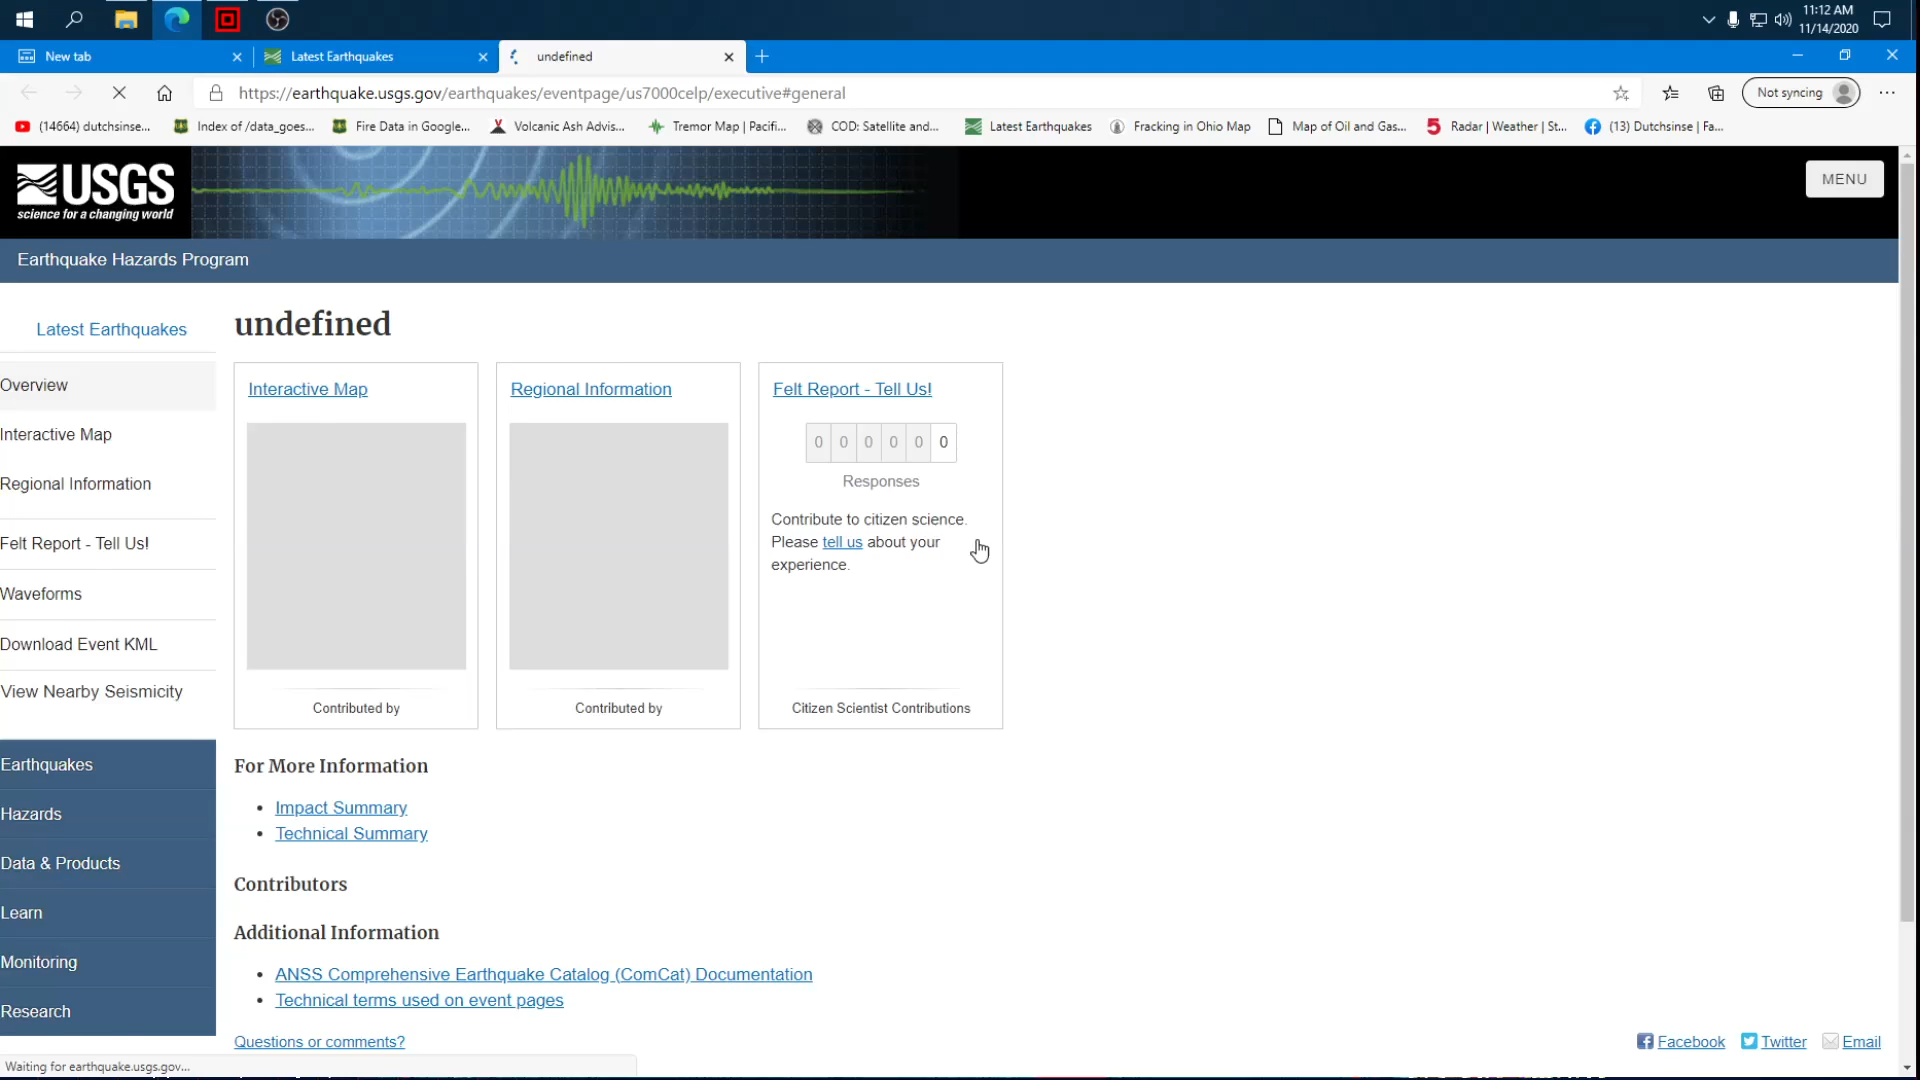 11:12 AM
11/14/2020
New tab
Latest Earthquakes
undefined
https://earthquake.usgs.gov/earthquakes/eventpage/us7000celp/executive#general
Not syncing
(14664) dutchsinse...
Index of /data_goes...
Fire Data in Google...
Volcanic Ash Advis...
Tremor Map | Pacifi...
COD: Satellite and...
Latest Earthquakes
Fracking in Ohio Map
Map of Oil and Gas...
Radar | Weather | St...
(13) Dutchsinse | Fa...
USGS
science for a changing world
MENU
Earthquake Hazards Program
Latest Earthquakes
Overview
Interactive Map
Regional Information
Felt Report - Tell Us!
Waveforms
Download Event KML
View Nearby Seismicity
Earthquakes
Hazards
Data & Products
Learn
Monitoring
Research
undefined
Interactive Map
Contributed by
Regional Information
Contributed by
Felt Report - Tell Us!
0 0 0 0 0 0
Responses
Contribute to citizen science.
Please tell us about your
experience.
Citizen Scientist Contributions
For More Information
• Impact Summary
• Technical Summary
Contributors
Additional Information
• ANSS Comprehensive Earthquake Catalog (ComCat) Documentation
• Technical terms used on event pages
Questions or comments?
Facebook
Twitter
Email
Waiting for earthquake.usgs.gov...